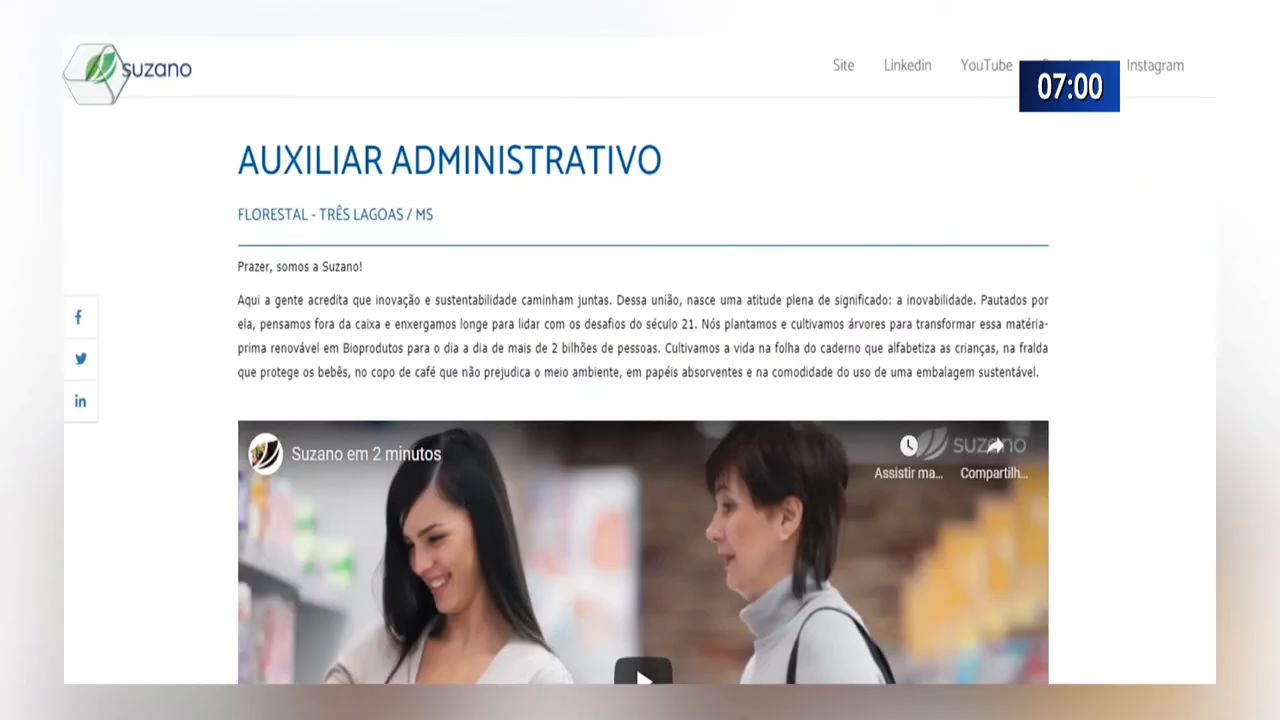 suzano
Site Linkedin YouTube Instagram
07:00
AUXILIAR ADMINISTRATIVO
FLORESTAL - TRÊS LAGOAS / MS
Prazer, somos a Suzano!
Aqui a gente acredita que inovação e sustentabilidade caminham juntas. Dessa união, nasce uma atitude plena de significado: a inovabilidade. Pautados por
ela, pensamos fora da caixa e enxergamos longe para lidar com os desafios do século 21. Nós plantamos e cultivamos árvores para transformar essa matéria-
prima renovável em Bioprodutos para o dia a dia de mais de 2 bilhões de pessoas. Cultivamos a vida na folha do caderno que alfabetiza as crianças, na fralda
que protege os bebês, no copo de café que não prejudica o meio ambiente, em papéis absorventes e na comodidade do uso de uma embalagem sustentável.
Suzano em 2 minutos
suzano
Assistir ma... Compartilh...